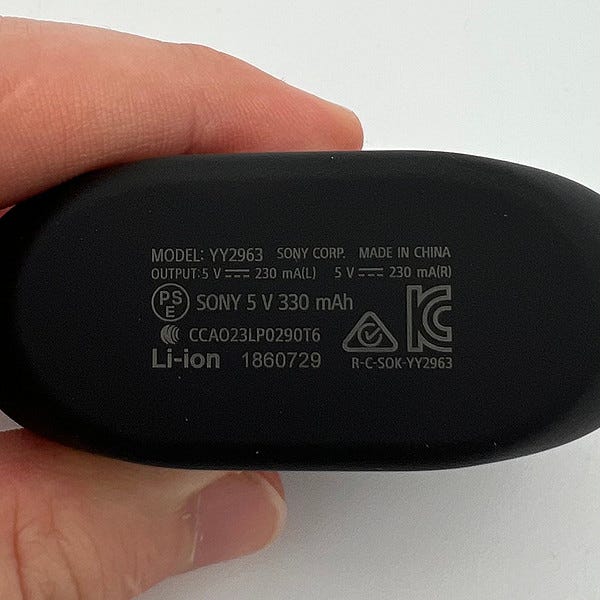 MODEL: YY2963 SONY CORP. MADE IN CHINA
OUTPUT: 5 V ⎓ 230 mA(L) 5 V ⎓ 230 mA(R)
PSE SONY 5 V 330 mAh
CCAO23LP0290T6
Li-ion 1860729
R-C-SOK-YY2963